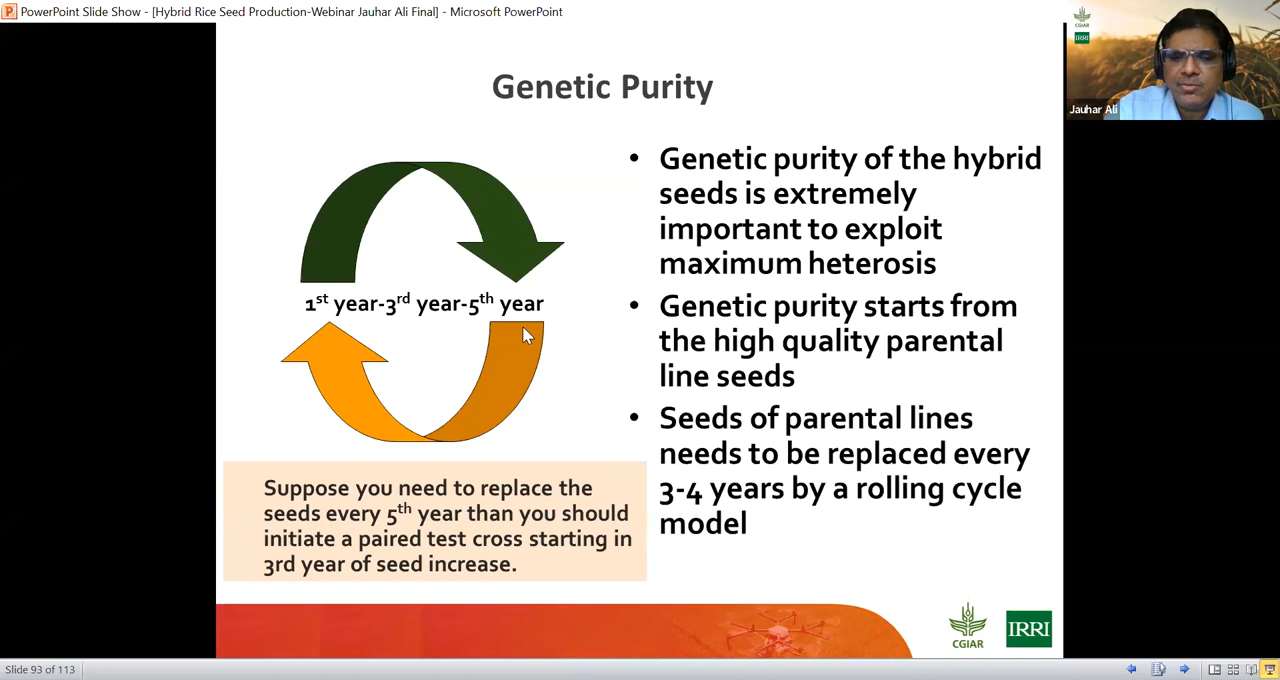 PowerPoint Slide Show - [Hybrid Rice Seed Production-Webinar Jauhar Ali Final] - Microsoft PowerPoint
CGIAR
IRRI
Jauhar Ali
Genetic Purity
1st year-3rd year-5th year
Suppose you need to replace the
seeds every 5th year than you should
initiate a paired test cross starting in
3rd year of seed increase.
• Genetic purity of the hybrid
seeds is extremely
important to exploit
maximum heterosis
• Genetic purity starts from
the high quality parental
line seeds
• Seeds of parental lines
needs to be replaced every
3-4 years by a rolling cycle
model
CGIAR
IRRI
Slide 93 of 113